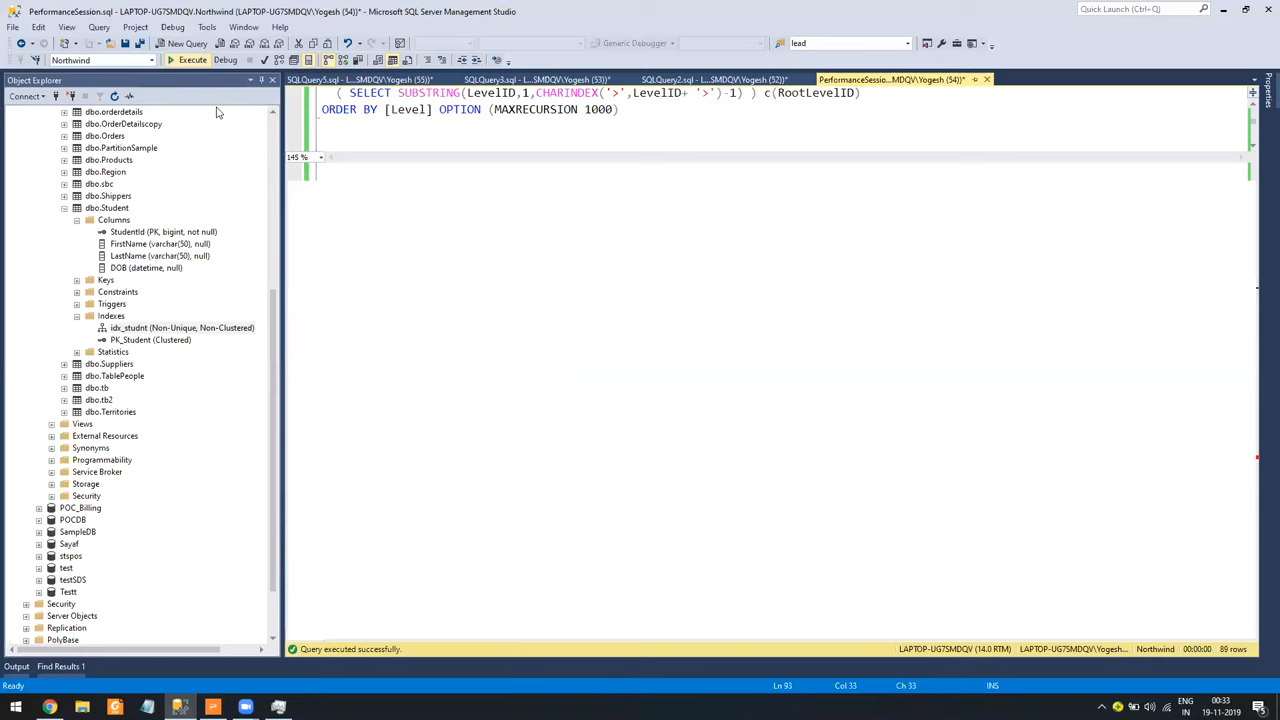 PerformanceSession.sql - LAPTOP-UG7SMDQV.Northwind (LAPTOP-UG7SMDQV\Yogesh (54))* - Microsoft SQL Server Management Studio
Quick Launch (Ctrl+Q)
File Edit View Query Project Debug Tools Window Help
New Query
Generic Debugger
lead
Northwind
Execute
Debug
Object Explorer
SQLQuery5.sql - L...SMDQV\Yogesh (55))*
SQLQuery3.sql - L...SMDQV\Yogesh (53))*
SQLQuery2.sql - L...SMDQV\Yogesh (52))*
PerformanceSessio...MDQV\Yogesh (54))*
Properties
Connect
dbo.orderdetails
dbo.OrderDetailscopy
dbo.Orders
dbo.PartitionSample
dbo.Products
dbo.Region
dbo.sbc
dbo.Shippers
dbo.Student
Columns
StudentId (PK, bigint, not null)
FirstName (varchar(50), null)
LastName (varchar(50), null)
DOB (datetime, null)
Keys
Constraints
Triggers
Indexes
idx_studnt (Non-Unique, Non-Clustered)
PK_Student (Clustered)
Statistics
dbo.Suppliers
dbo.TablePeople
dbo.tb
dbo.tb2
dbo.Territories
Views
External Resources
Synonyms
Programmability
Service Broker
Storage
Security
POC_Billing
POCDB
SampleDB
Sayaf
stspos
test
testSDS
Testt
Security
Server Objects
Replication
PolyBase
( SELECT SUBSTRING(LevelID,1,CHARINDEX('>',LevelID+ '>')-1) ) c(RootLevelID)
ORDER BY [Level] OPTION (MAXRECURSION 1000)
145 %
Query executed successfully.
LAPTOP-UG7SMDQV (14.0 RTM) LAPTOP-UG7SMDQV\Yogesh... Northwind 00:00:00 89 rows
Output Find Results 1
Ready
Ln 93 Col 33 Ch 33 INS
ENG
IN
00:33
19-11-2019
5